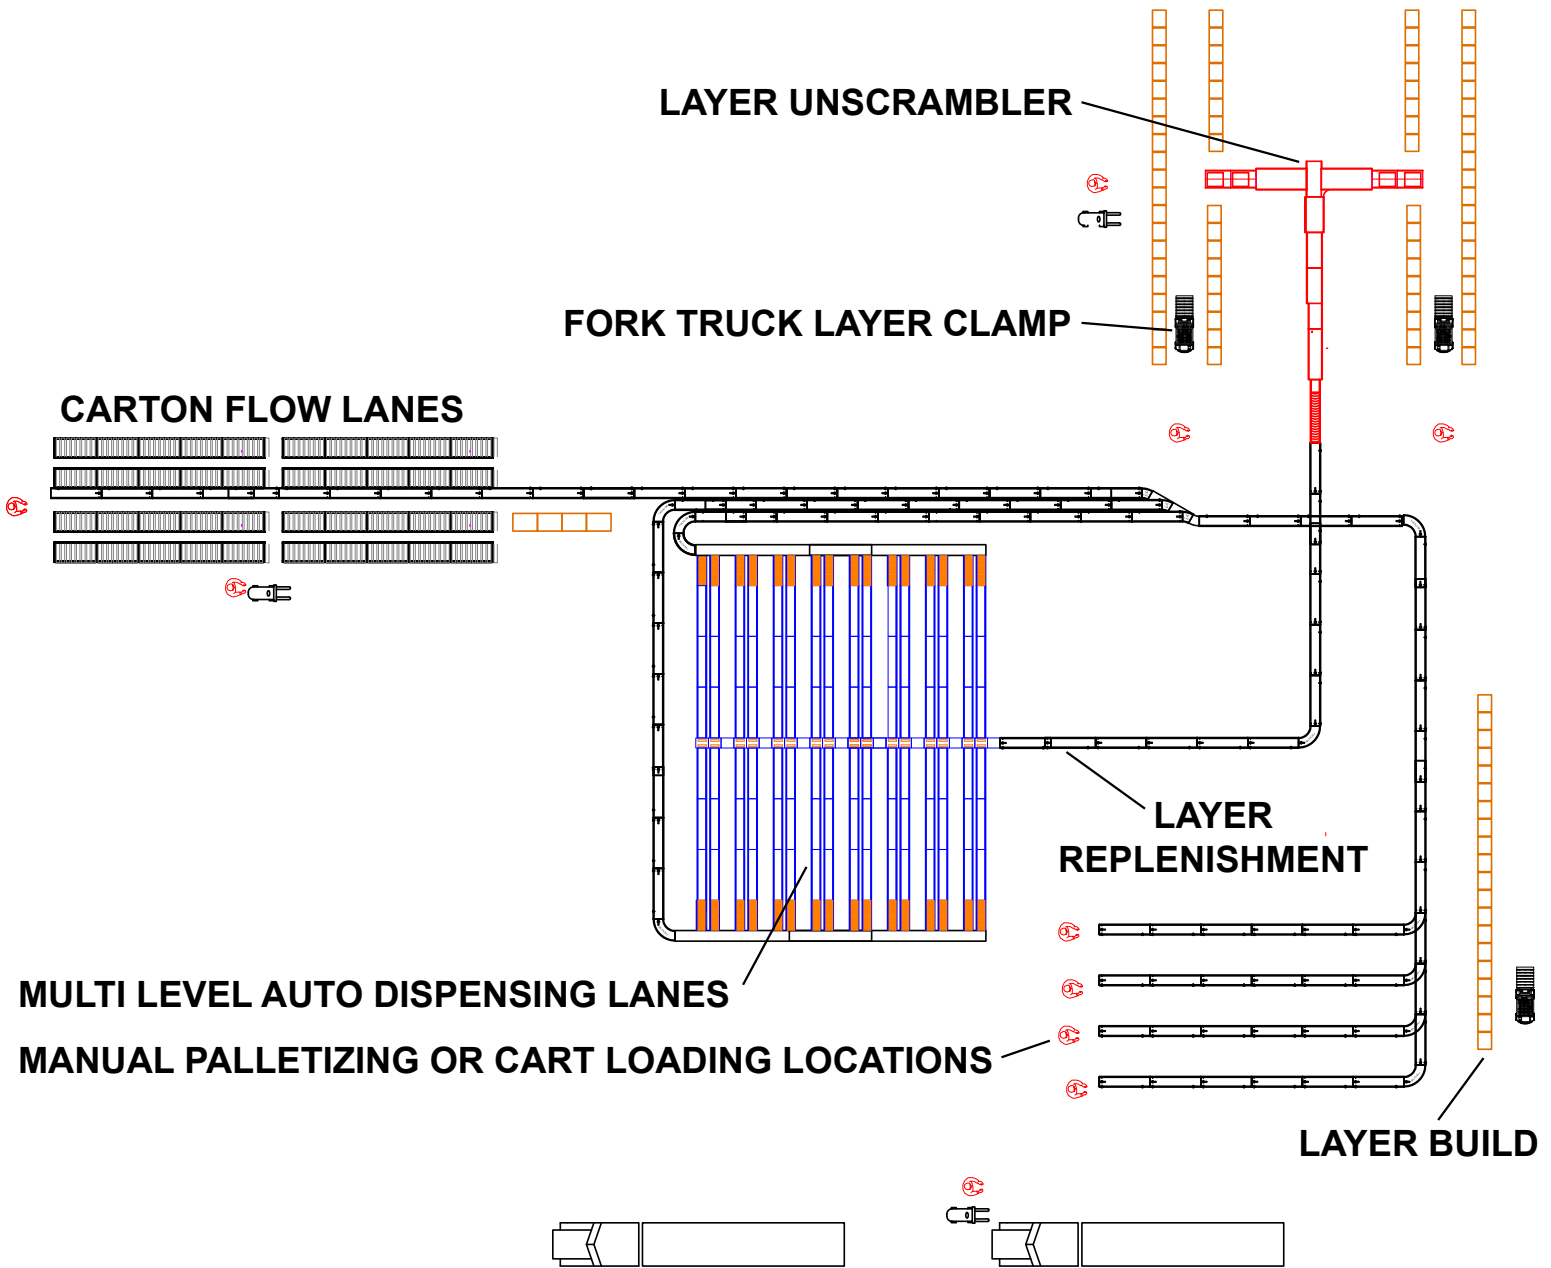 LAYER UNSCRAMBLER
FORK TRUCK LAYER CLAMP
CARTON FLOW LANES
LAYER
REPLENISHMENT
MULTI LEVEL AUTO DISPENSING LANES
MANUAL PALLETIZING OR CART LOADING LOCATIONS
LAYER BUILD